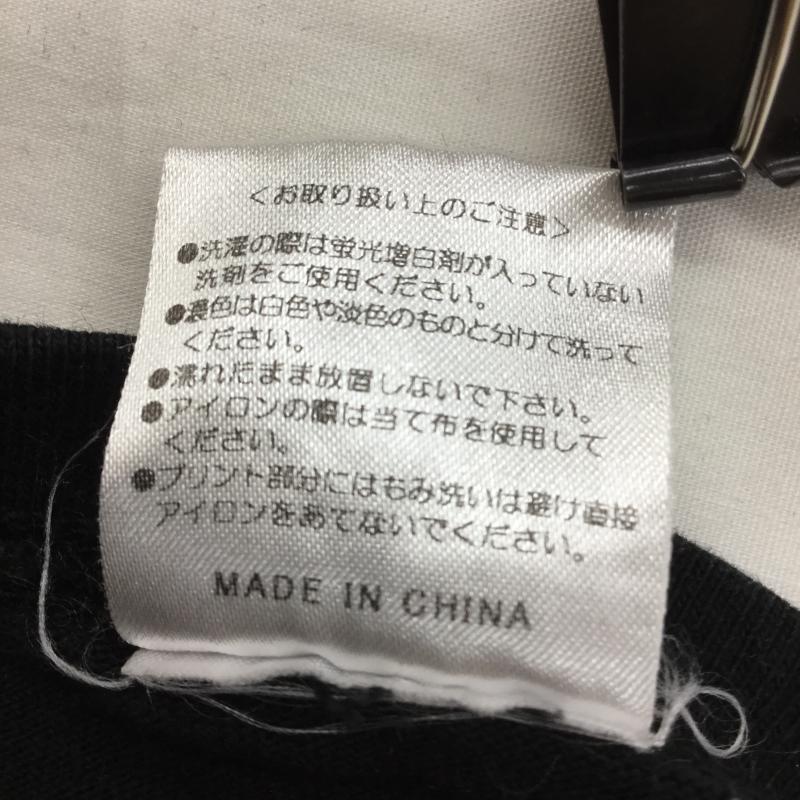 ＜お取り扱い上のご注意＞
●洗濯の際は蛍光増白剤が入っていない
洗剤をご使用ください。
●濃色は白色や淡色のものと分けて洗って
ください。
●濡れたまま放置しないで下さい。
●アイロンの際は当て布を使用して
ください。
●プリント部分にはもみ洗いは避け直接
アイロンをあてないでください。
MADE IN CHINA